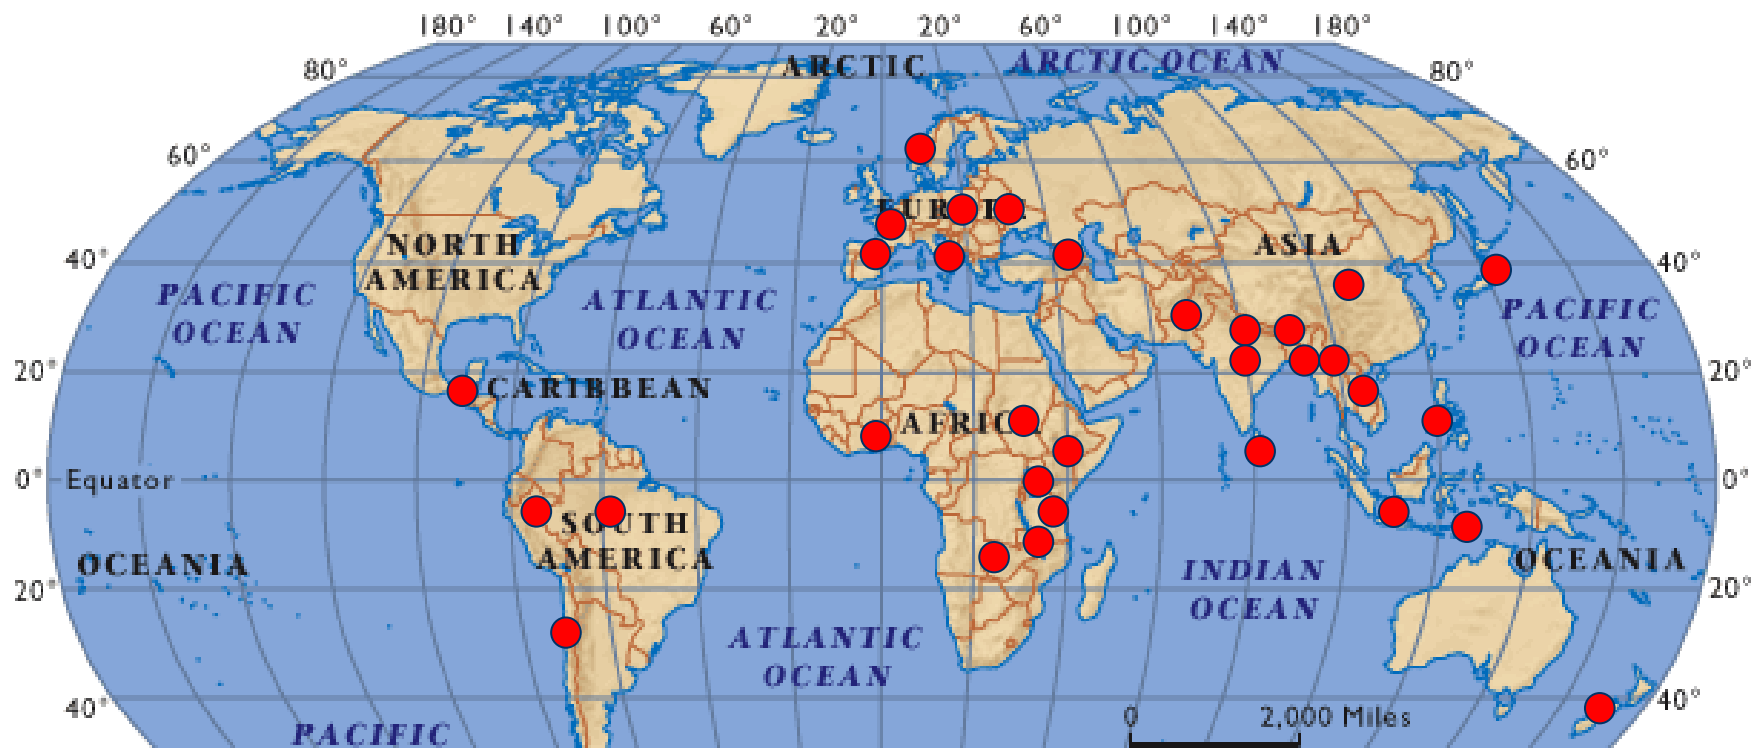 180° 140° 100° 60° 20° 20° 60° 100° 140° 180°
80° ARCTIC ARCTIC OCEAN 80°
60° 60°
EUROPE
NORTH
AMERICA
ASIA
40° 40°
PACIFIC
OCEAN
ATLANTIC
OCEAN
PACIFIC
OCEAN
20° 20°
CARIBBEAN
AFRICA
0° Equator 0°
SOUTH
AMERICA
OCEANIA OCEANIA
INDIAN
OCEAN
20° 20°
ATLANTIC
OCEAN
40° 40°
PACIFIC
0 2,000 Miles